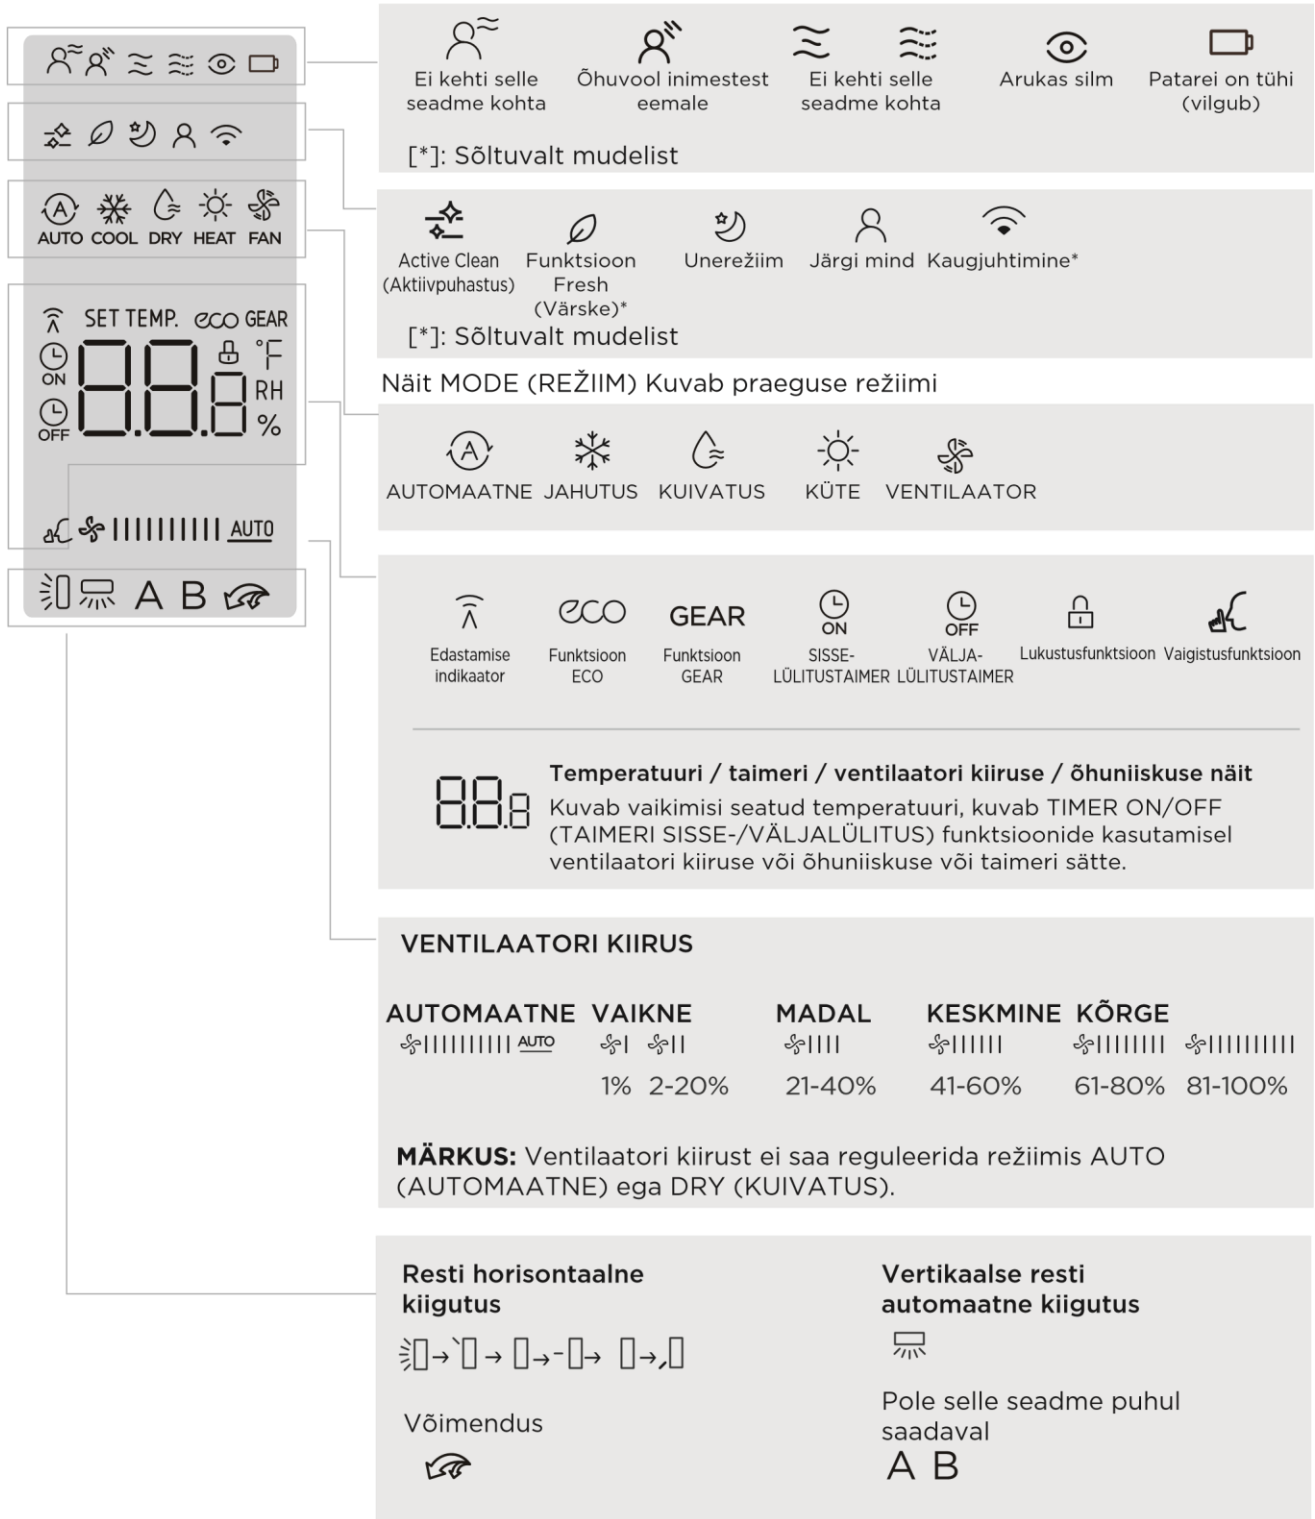 AUTO COOL DRY HEAT FAN
SET TEMP. eco GEAR
ON
°F
RH
OFF
%
AUTO
A B
Ei kehti selle
seadme kohta
Õhuvool inimestest
eemale
Ei kehti selle
seadme kohta
Arukas silm
Patarei on tühi
(vilgub)
[*]: Sõltuvalt mudelist
Active Clean
(Aktiivpuhastus)
Funktsioon
Fresh
(Värske)*
Unerežiim
Järgi mind
Kaugjuhtimine*
[*]: Sõltuvalt mudelist
Näit MODE (REŽIIM) Kuvab praeguse režiimi
AUTOMAATNE JAHUTUS KUIVATUS KÜTE VENTILAATOR
Edastamise
indikaator
eco
Funktsioon
ECO
GEAR
Funktsioon
GEAR
ON
SISSE-
LÜLITUSTAIMER
OFF
VÄLJA-
LÜLITUSTAIMER
Lukustusfunktsioon
Vaigistusfunktsioon
88.8
Temperatuuri / taimeri / ventilaatori kiiruse / õhuniiskuse näit
Kuvab vaikimisi seatud temperatuuri, kuvab TIMER ON/OFF
(TAIMERI SISSE-/VÄLJALÜLITUS) funktsioonide kasutamisel
ventilaatori kiiruse või õhuniiskuse või taimeri sätte.
VENTILAATORI KIIRUS
AUTOMAATNE VAIKNE MADAL KESKMINE KÕRGE
AUTO
1% 2-20% 21-40% 41-60% 61-80% 81-100%
MÄRKUS: Ventilaatori kiirust ei saa reguleerida režiimis AUTO
(AUTOMAATNE) ega DRY (KUIVATUS).
Resti horisontaalne
kiigutus
Võimendus
Vertikaalse resti
automaatne kiigutus
Pole selle seadme puhul
saadaval
A B